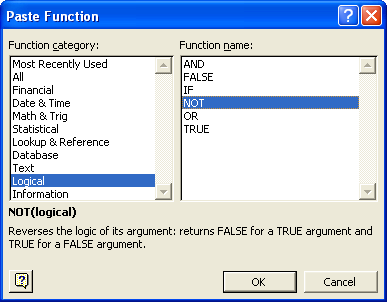 Paste Function
Function category:
Most Recently Used
All
Financial
Date & Time
Math & Trig
Statistical
Lookup & Reference
Database
Text
Logical
Information
Function name:
AND
FALSE
IF
NOT
OR
TRUE
NOT(logical)
Reverses the logic of its argument: returns FALSE for a TRUE argument and
TRUE for a FALSE argument.
OK
Cancel